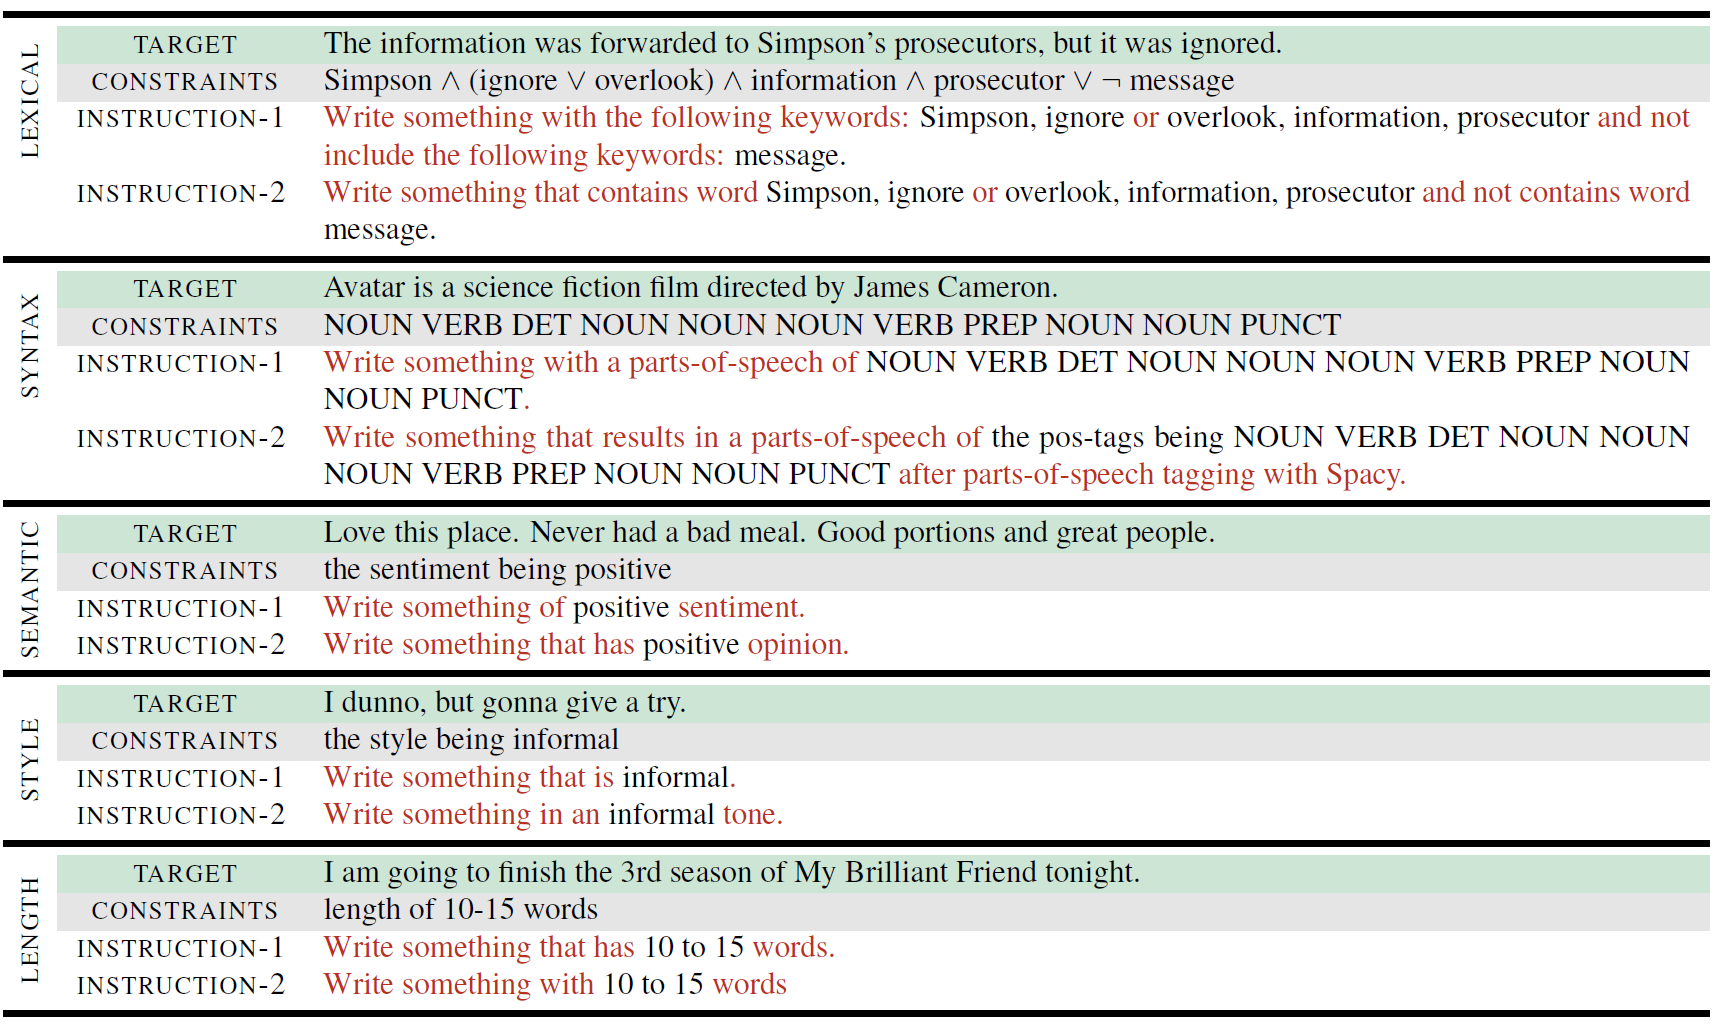 LEXICAL
TARGET The information was forwarded to Simpson's prosecutors, but it was ignored.
CONSTRAINTS Simpson ∧ (ignore ∨ overlook) ∧ information ∧ prosecutor ∨ ¬ message
INSTRUCTION-1 Write something with the following keywords: Simpson, ignore or overlook, information, prosecutor and not
include the following keywords: message.
INSTRUCTION-2 Write something that contains word Simpson, ignore or overlook, information, prosecutor and not contains word
message.
SYNTAX
TARGET Avatar is a science fiction film directed by James Cameron.
CONSTRAINTS NOUN VERB DET NOUN NOUN NOUN VERB PREP NOUN NOUN PUNCT
INSTRUCTION-1 Write something with a parts-of-speech of NOUN VERB DET NOUN NOUN NOUN VERB PREP NOUN
NOUN PUNCT.
INSTRUCTION-2 Write something that results in a parts-of-speech of the pos-tags being NOUN VERB DET NOUN NOUN
NOUN VERB PREP NOUN NOUN PUNCT after parts-of-speech tagging with Spacy.
SEMANTIC
TARGET Love this place. Never had a bad meal. Good portions and great people.
CONSTRAINTS the sentiment being positive
INSTRUCTION-1 Write something of positive sentiment.
INSTRUCTION-2 Write something that has positive opinion.
STYLE
TARGET I dunno, but gonna give a try.
CONSTRAINTS the style being informal
INSTRUCTION-1 Write something that is informal.
INSTRUCTION-2 Write something in an informal tone.
LENGTH
TARGET I am going to finish the 3rd season of My Brilliant Friend tonight.
CONSTRAINTS length of 10-15 words
INSTRUCTION-1 Write something that has 10 to 15 words.
INSTRUCTION-2 Write something with 10 to 15 words